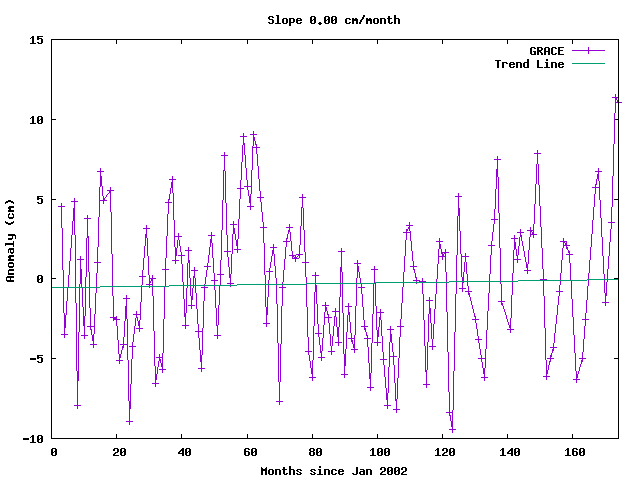 Slope 0.00 cm/month
GRACE
Trend Line
15
10
5
0
-5
-10
Anomaly (cm)
0 20 40 60 80 100 120 140 160
Months since Jan 2002